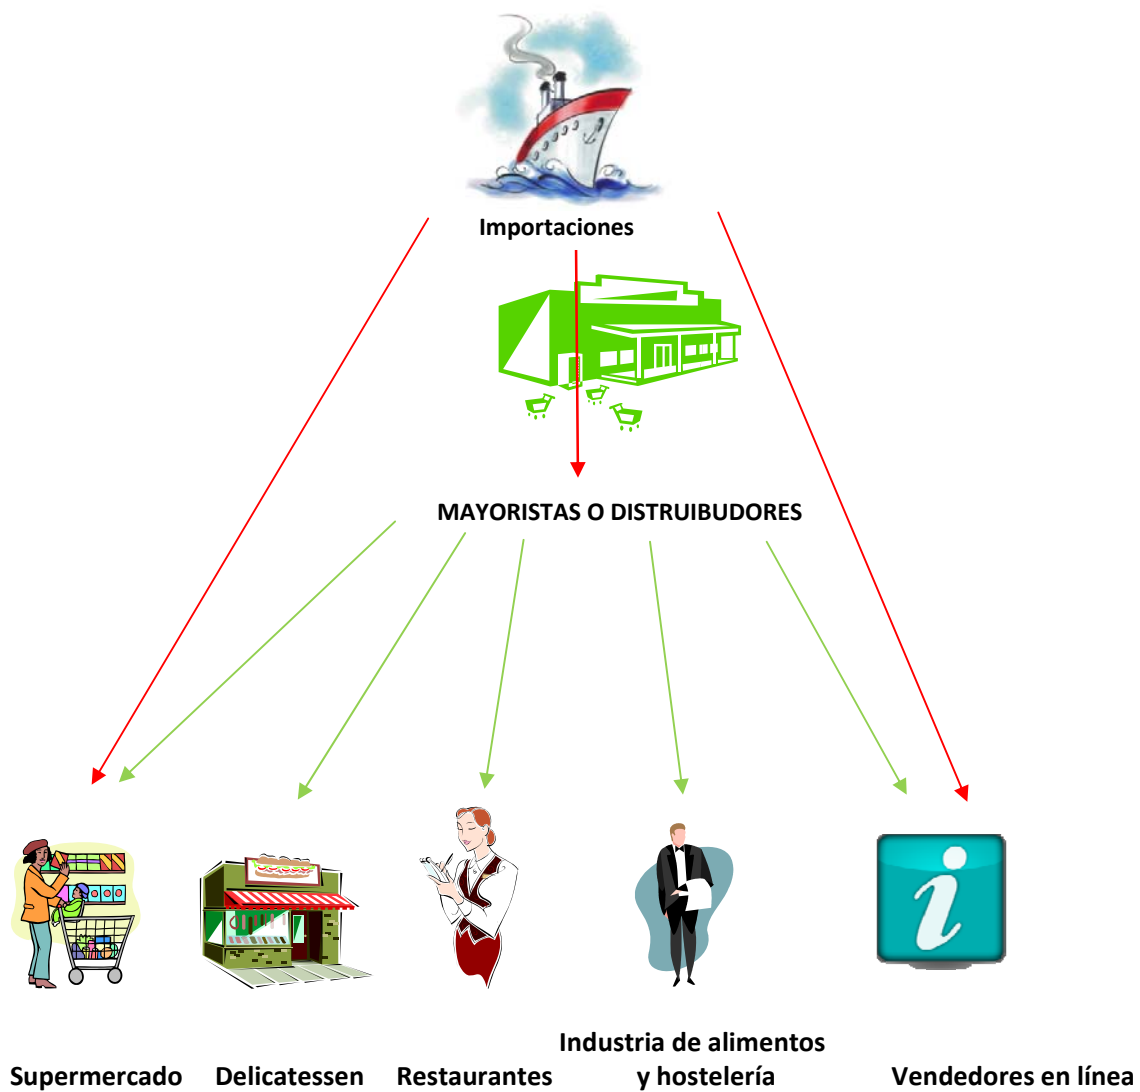 Importaciones
MAYORISTAS O DISTRUIBUDORES
Supermercado
Delicatessen
Restaurantes
Industria de alimentos
y hostelería
Vendedores en línea